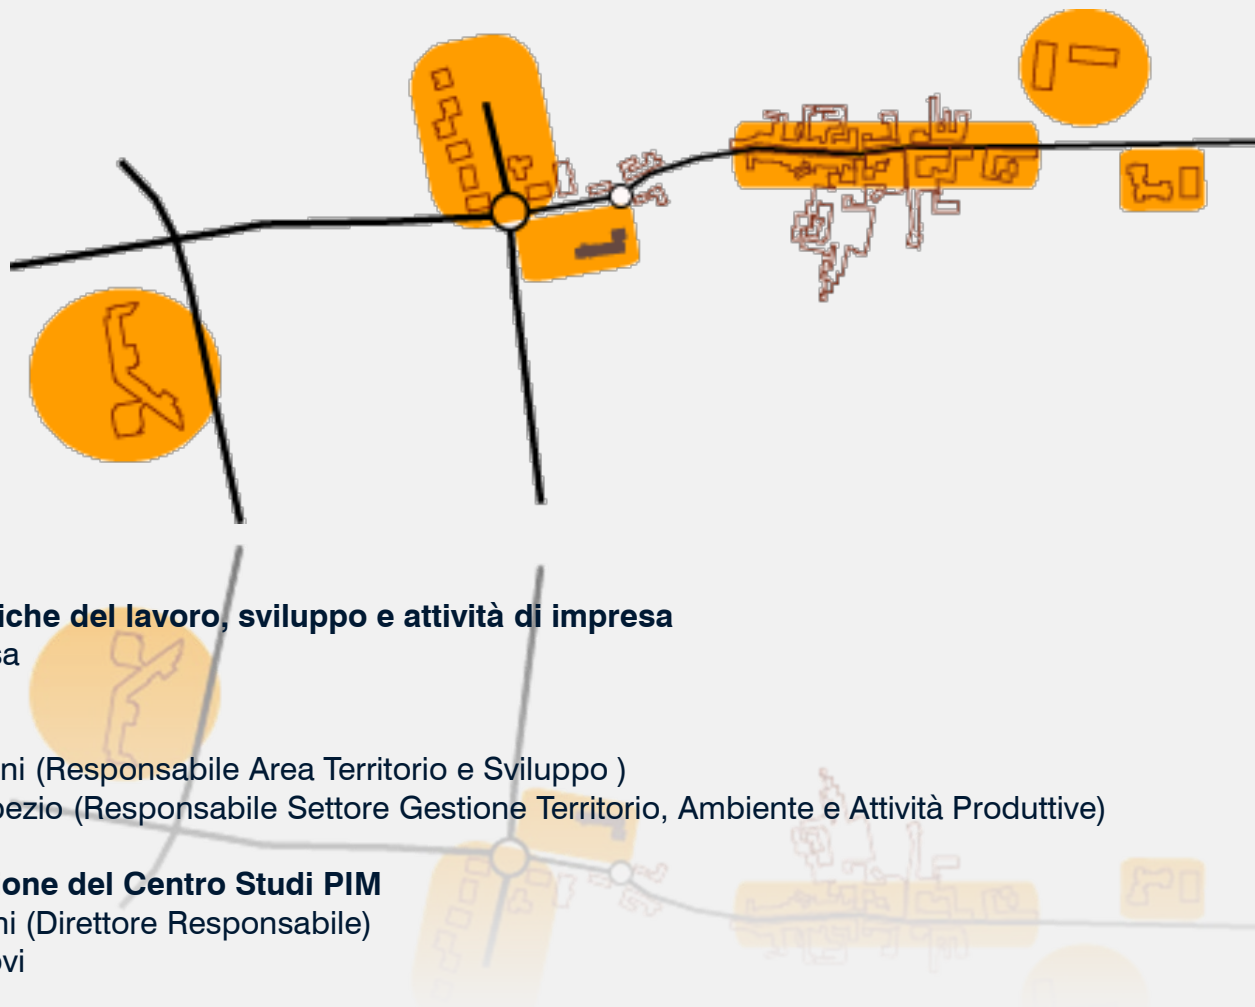 iche del lavoro, sviluppo e attività di impresa
sa
ni (Responsabile Area Territorio e Sviluppo )
pezio (Responsabile Settore Gestione Territorio, Ambiente e Attività Produttive)
one del Centro Studi PIM
ni (Direttore Responsabile)
ovi